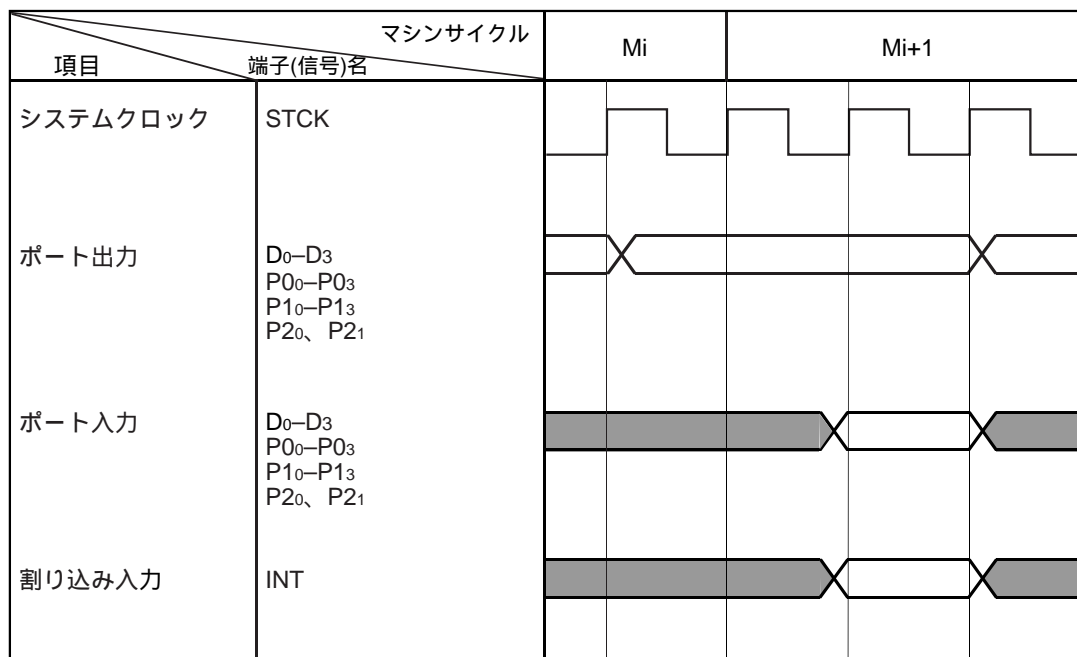 マシンサイクル
項目
端子(信号)名
Mi
Mi+1
システムクロック
STCK
ポート出力
D0–D3
P00–P03
P10–P13
P20、P21
ポート入力
D0–D3
P00–P03
P10–P13
P20、P21
割り込み入力
INT